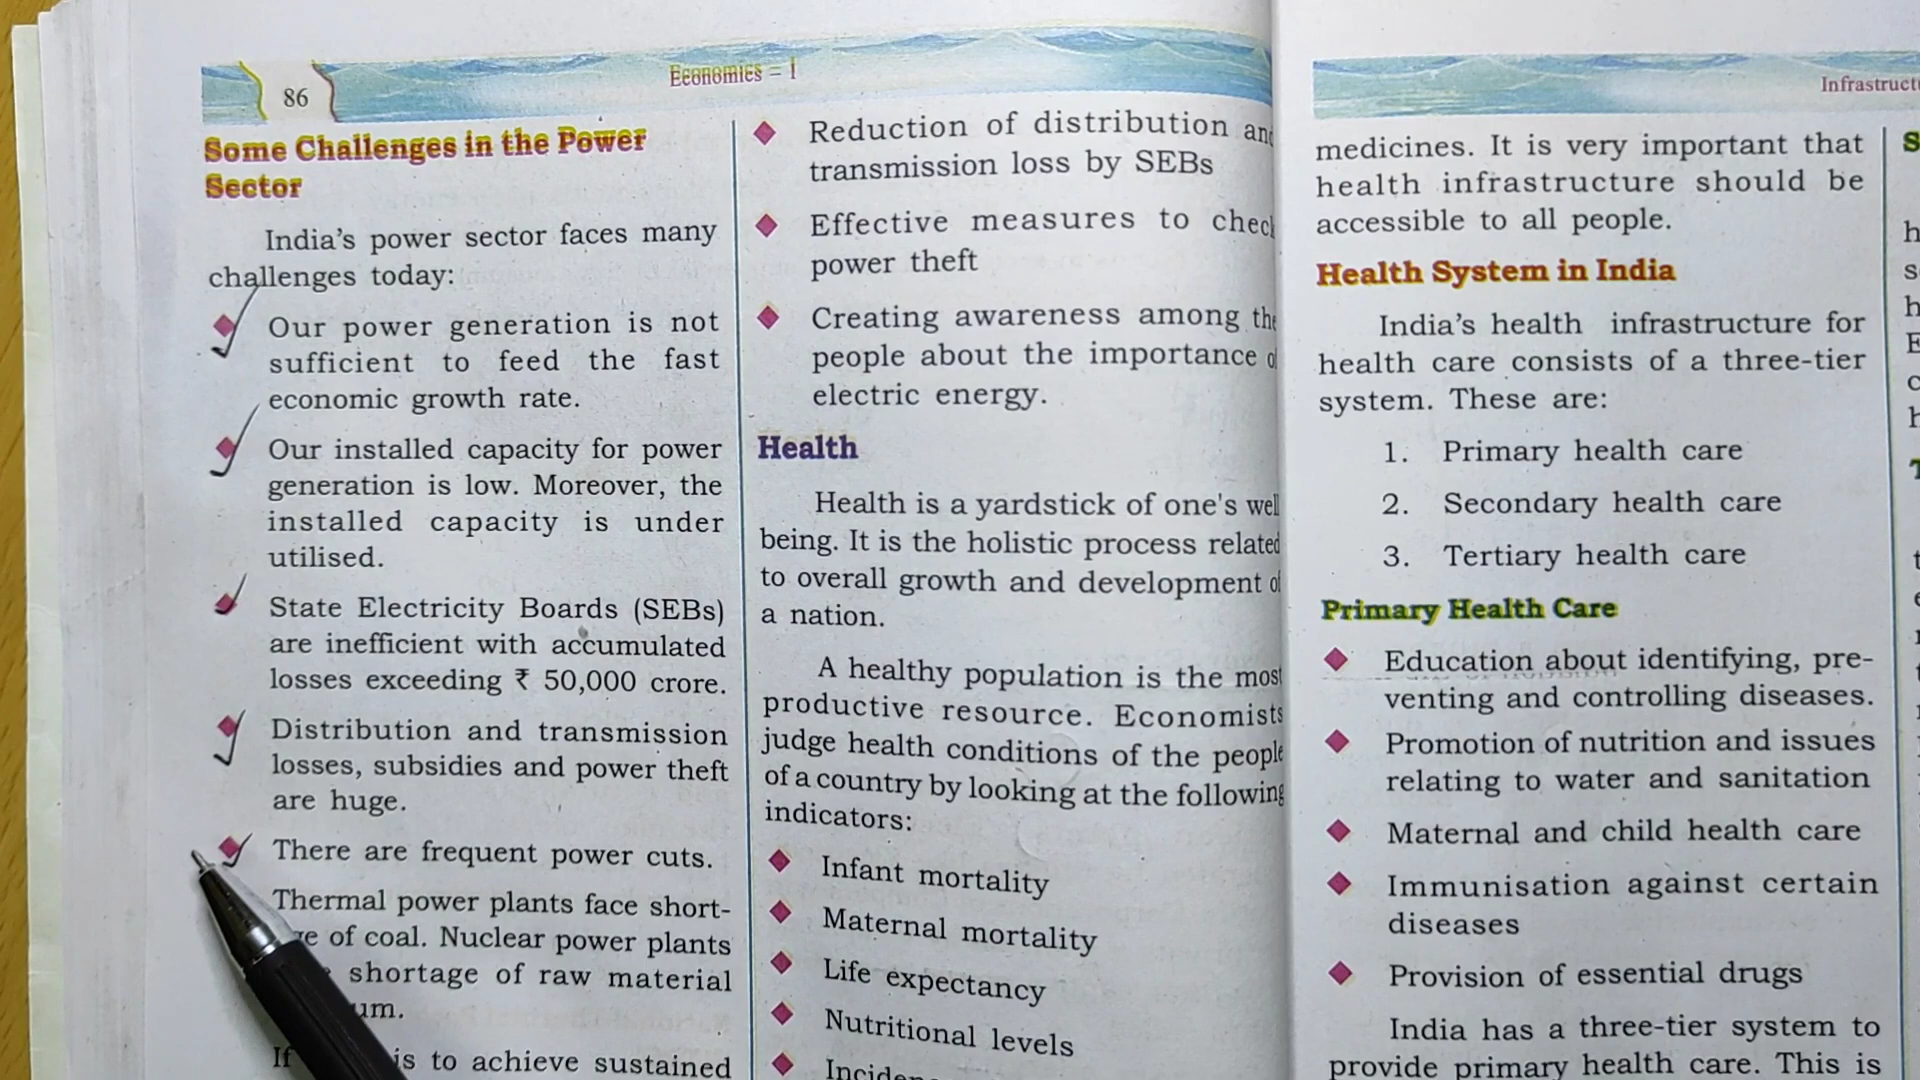 86
Economics – I
Some Challenges in the Power
Sector
India's power sector faces many
challenges today:
Our power generation is not
sufficient to feed the fast
economic growth rate.
Our installed capacity for power
generation is low. Moreover, the
installed capacity is under
utilised.
State Electricity Boards (SEBs)
are inefficient with accumulated
losses exceeding ₹ 50,000 crore.
Distribution and transmission
losses, subsidies and power theft
are huge.
There are frequent power cuts.
Thermal power plants face short-
of coal. Nuclear power plants
shortage of raw material
If is to achieve sustained
Reduction of distribution
transmission loss by SEBs
Effective measures to
power theft
Creating awareness among
people about the importance
electric energy.
Health
Health is a yardstick of one's well
being. It is the holistic process related
to overall growth and development
a nation.
A healthy population is the most
productive resource. Economists
judge health conditions of the people
of a country by looking at the following
indicators:
Infant mortality
Maternal mortality
Life expectancy
Nutritional levels
medicines. It is very important that
health infrastructure should be
accessible to all people.
Health System in India
India's health infrastructure for
health care consists of a three-tier
system. These are:
1. Primary health care
2. Secondary health care
3. Tertiary health care
Primary Health Care
Education about identifying, pre-
venting and controlling diseases.
Promotion of nutrition and issues
relating to water and sanitation
Maternal and child health care
Immunisation against certain
diseases
Provision of essential drugs
India has a three-tier system to
provide primary health care. This is